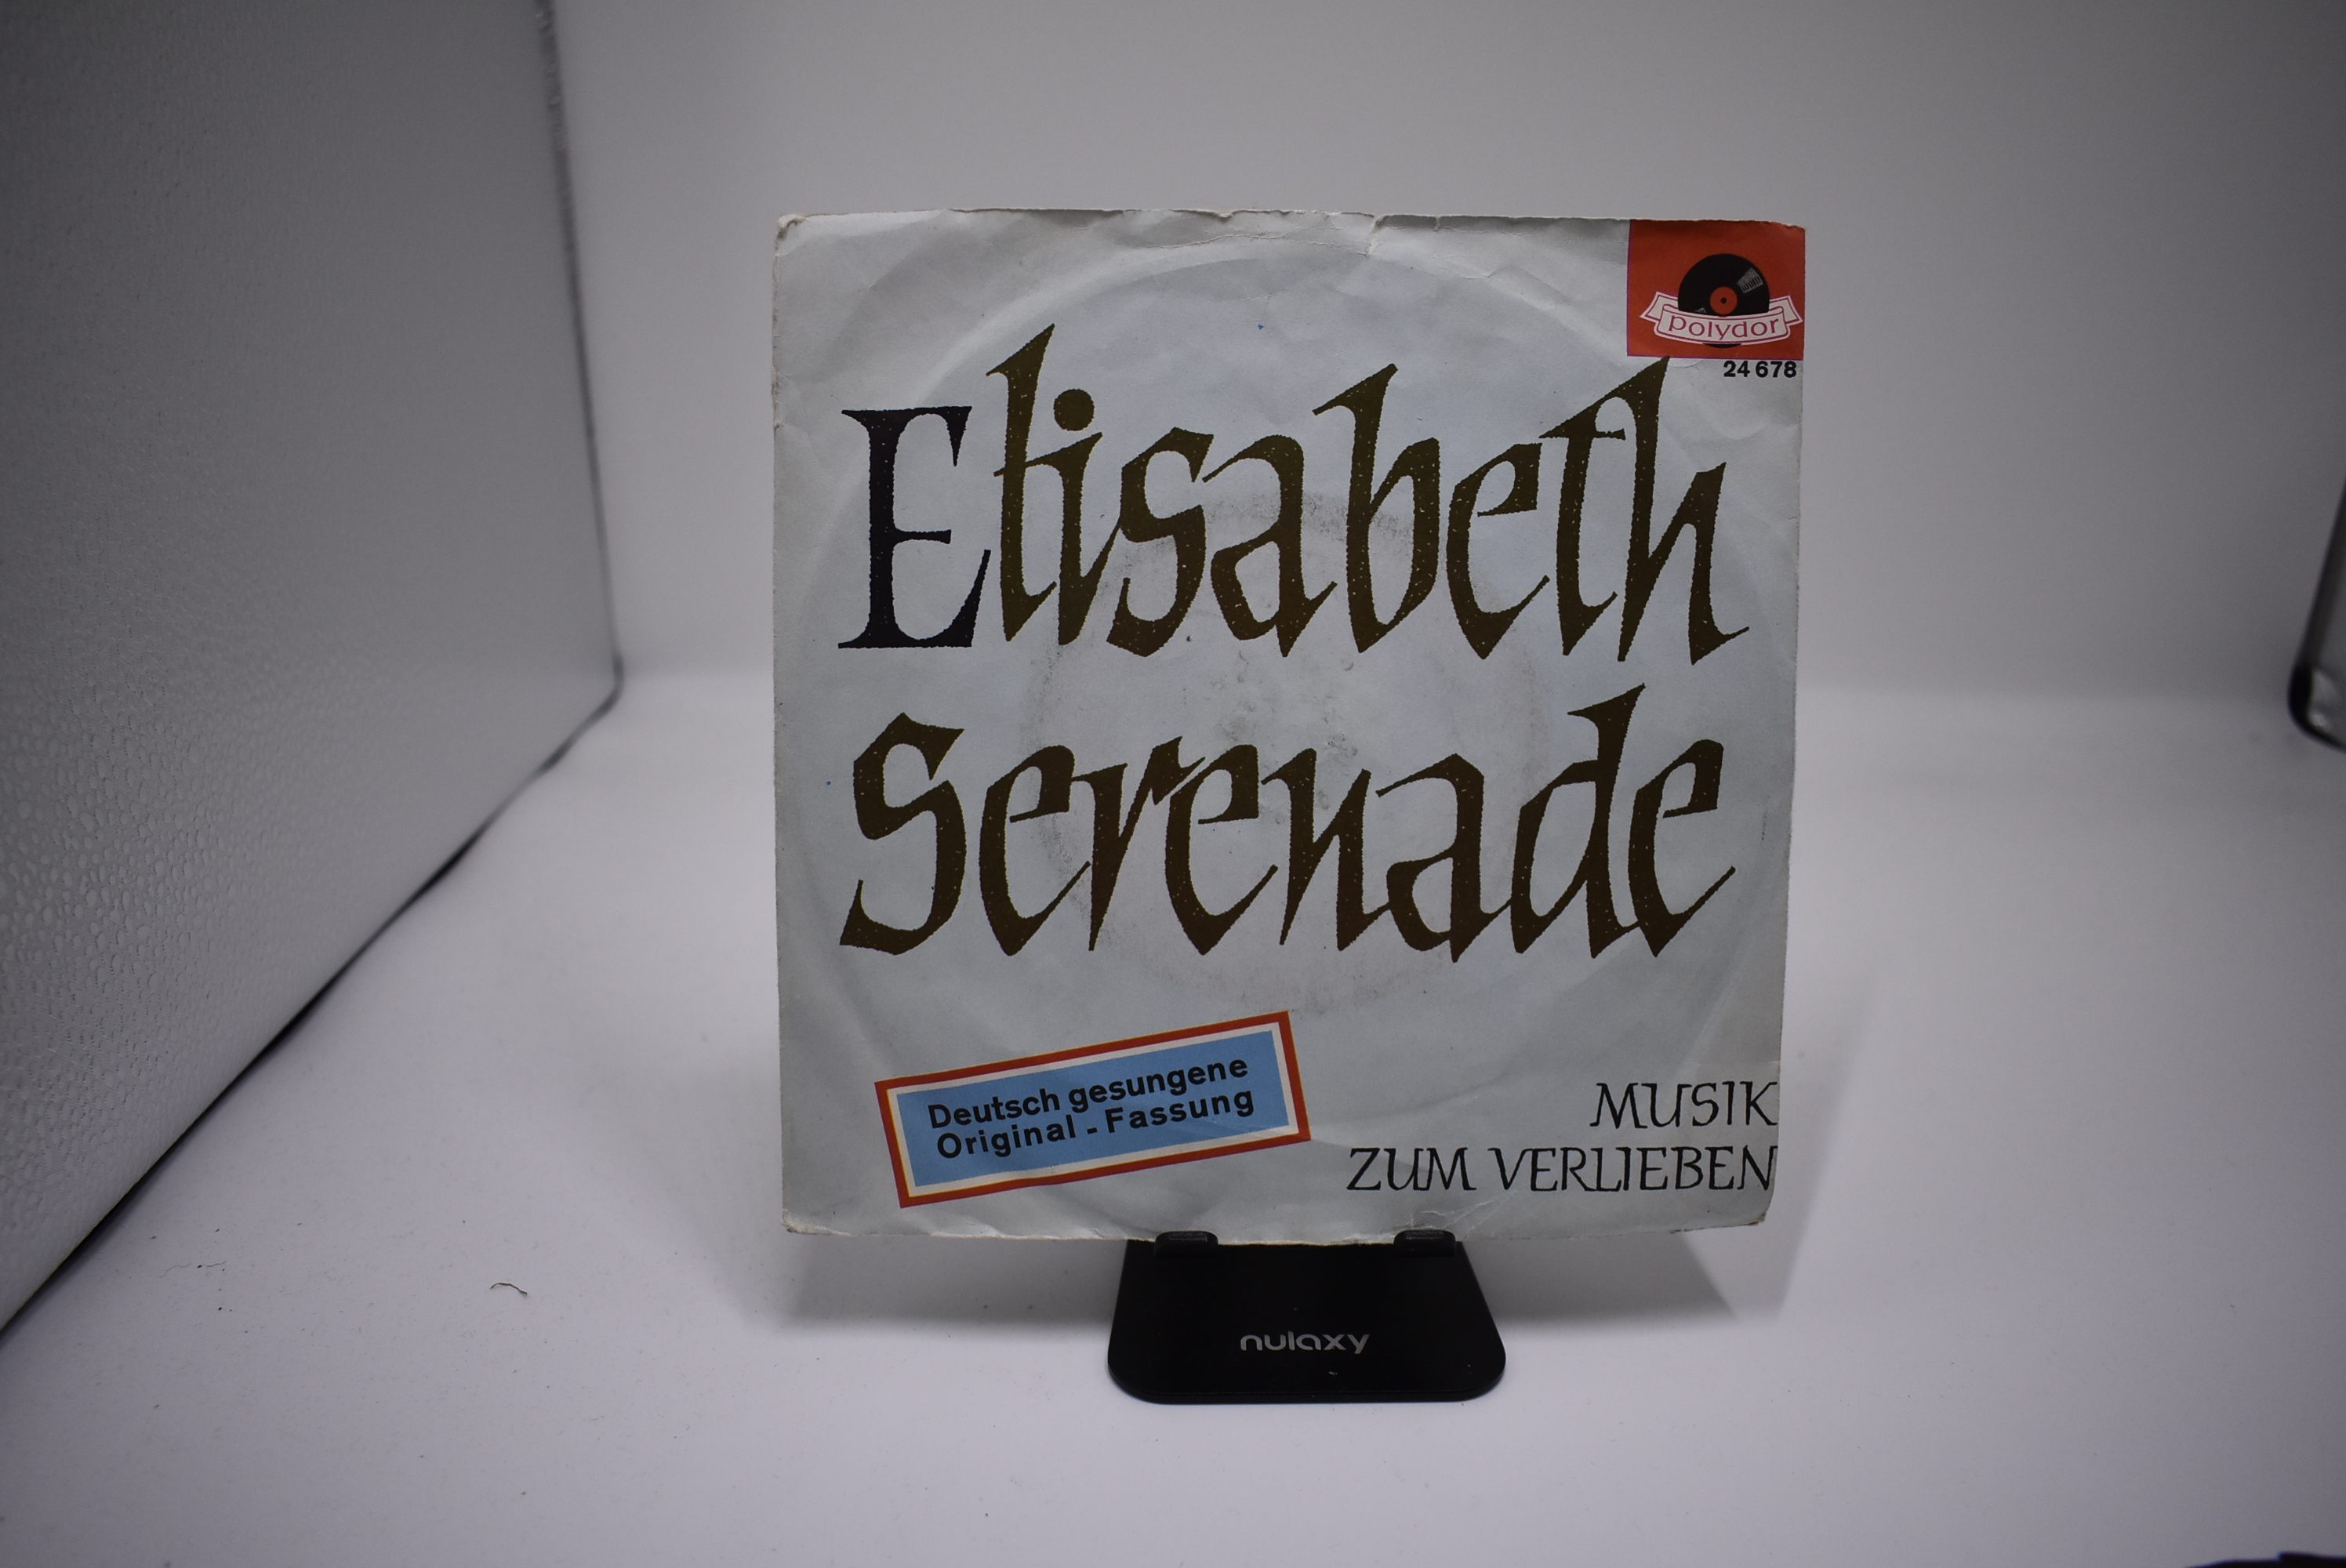 polydor
24 678
Elisabeth
Serenade
Deutsch gesungene
Original - Fassung
MUSIK
ZUM VERLIEBEN
nulaxy